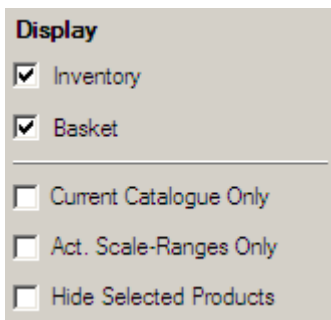 Display
Inventory
Basket
Current Catalogue Only
Act. Scale-Ranges Only
Hide Selected Products